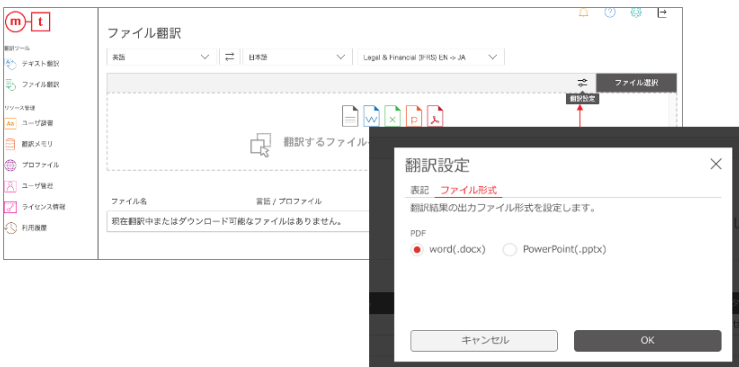 m-t
ファイル翻訳
翻訳ツール
テキスト翻訳
ファイル翻訳
リソース管理
Aa ユーザ辞書
翻訳メモリ
プロファイル
ユーザ管理
ライセンス情報
利用履歴
英語
日本語
Legal & Financial (IFRS) EN -> JA
ファイル選択
翻訳設定
W X P
翻訳するファイル
ファイル名
言語 / プロファイル
現在翻訳中またはダウンロード可能なファイルはありません。
翻訳設定
表記 ファイル形式
翻訳結果の出力ファイル形式を設定します。
PDF
word(.docx) PowerPoint(.pptx)
キャンセル OK